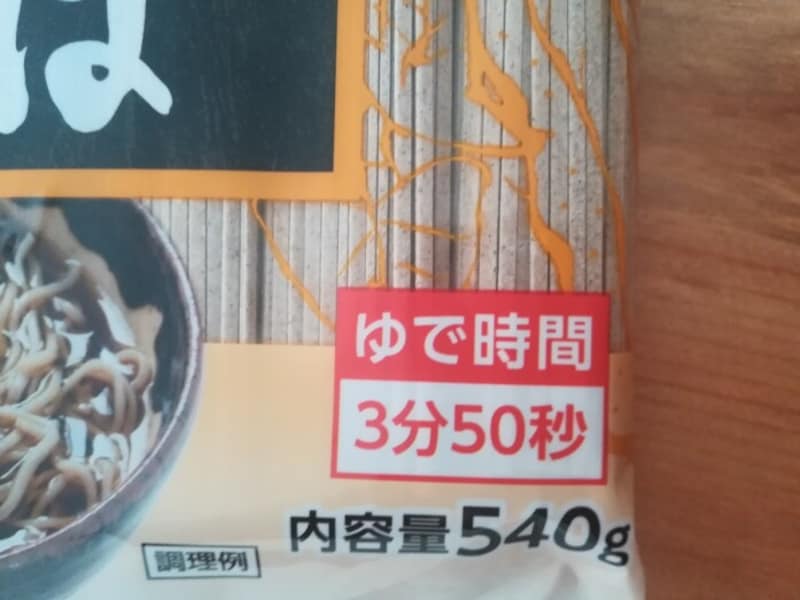 ば
ゆで時間
3分50秒
内容量540g
調理例